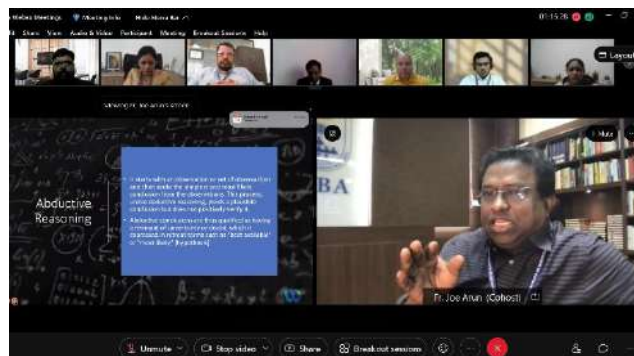 Webex Meetings Meeting Info Hide Menu Bar
Edit Share View Audio & Video Participant Meeting Breakout Sessions Help
01:15:28
Layout
Abductive
Reasoning
It starts with an observation or set of observations
and then seeks the simplest and most likely
conclusion from the observations. This process,
unlike deductive reasoning, yields a plausible
conclusion but does not positively verify it.
Abductive conclusions are thus qualified as having
a remnant of uncertainty or doubt, which is
expressed in retreat terms such as "best available"
or "most likely" [hypothesis]
BA
Mute
Fr. Joe Arun (Cohost)
Unmute
Stop video
Share
Breakout sessions